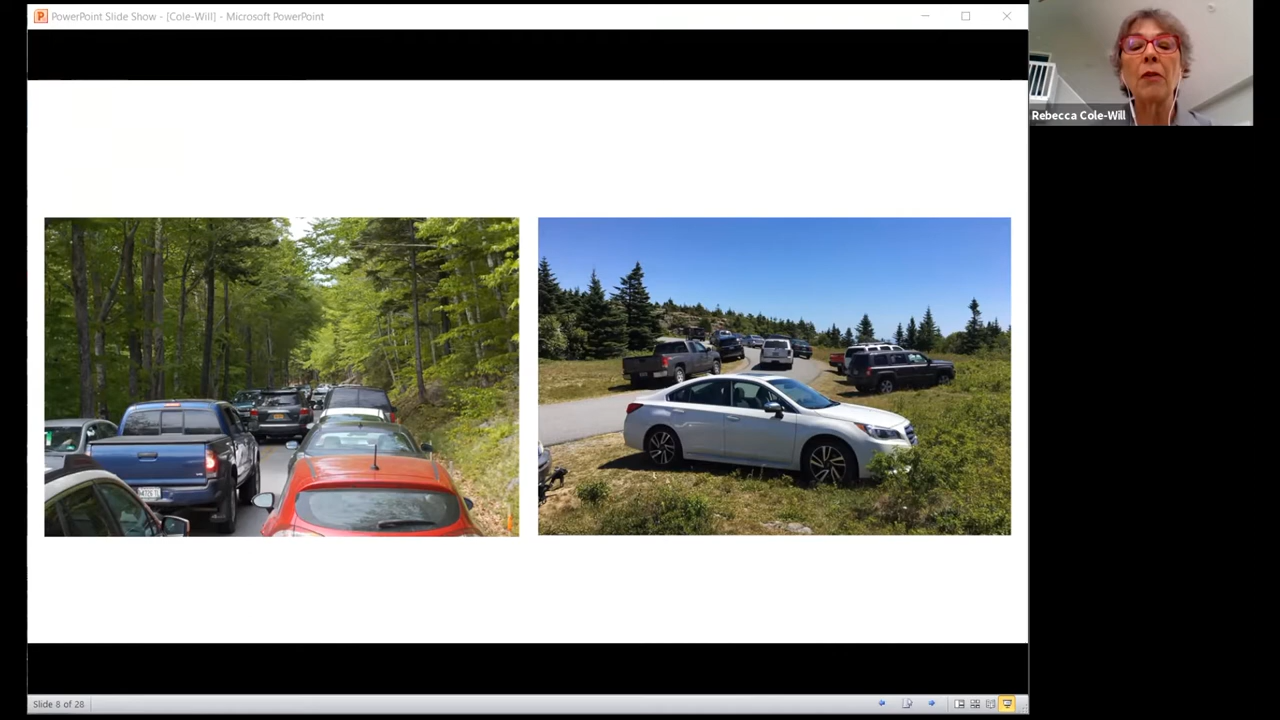 PowerPoint Slide Show - [Cole-Will] - Microsoft PowerPoint
Rebecca Cole-Will
Slide 8 of 28